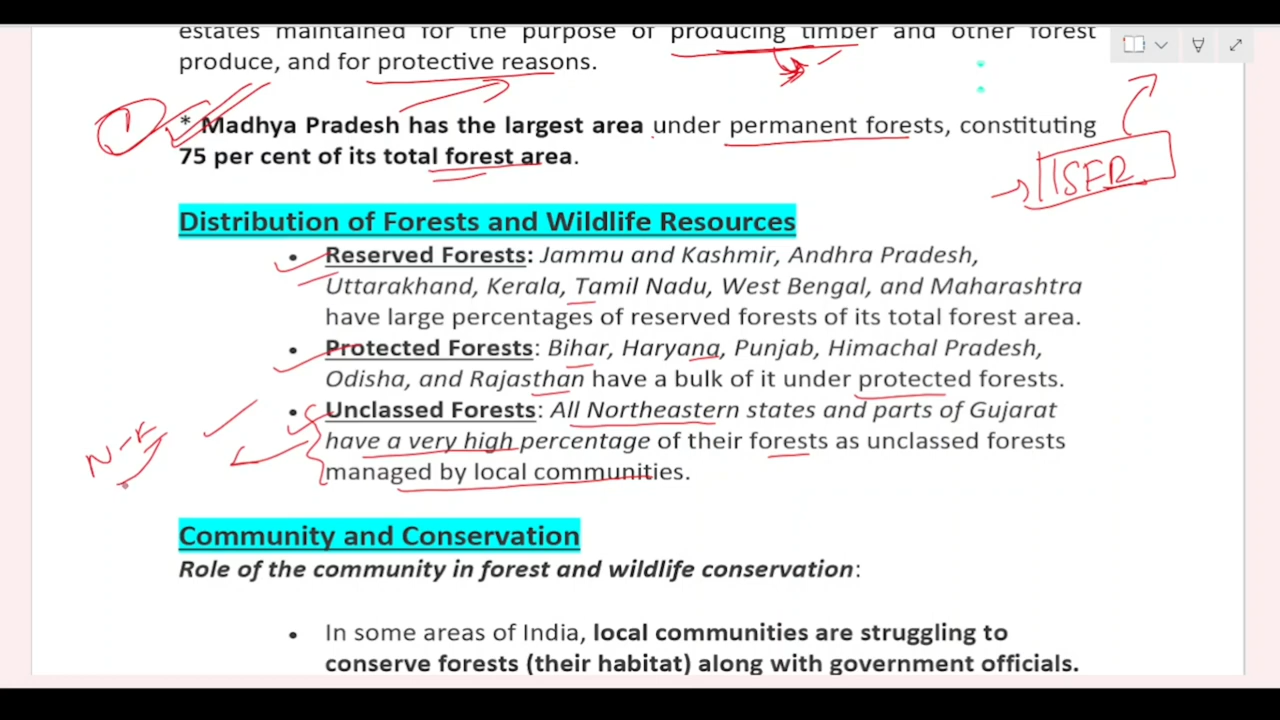 estates maintained for the purpose of producing timber and other forest
produce, and for protective reasons.
1
* Madhya Pradesh has the largest area under permanent forests, constituting
75 per cent of its total forest area.
ISFR
Distribution of Forests and Wildlife Resources
• Reserved Forests: Jammu and Kashmir, Andhra Pradesh,
Uttarakhand, Kerala, Tamil Nadu, West Bengal, and Maharashtra
have large percentages of reserved forests of its total forest area.
• Protected Forests: Bihar, Haryana, Punjab, Himachal Pradesh,
Odisha, and Rajasthan have a bulk of it under protected forests.
• Unclassed Forests: All Northeastern states and parts of Gujarat
have a very high percentage of their forests as unclassed forests
managed by local communities.
N-E
Community and Conservation
Role of the community in forest and wildlife conservation:
• In some areas of India, local communities are struggling to
conserve forests (their habitat) along with government officials.